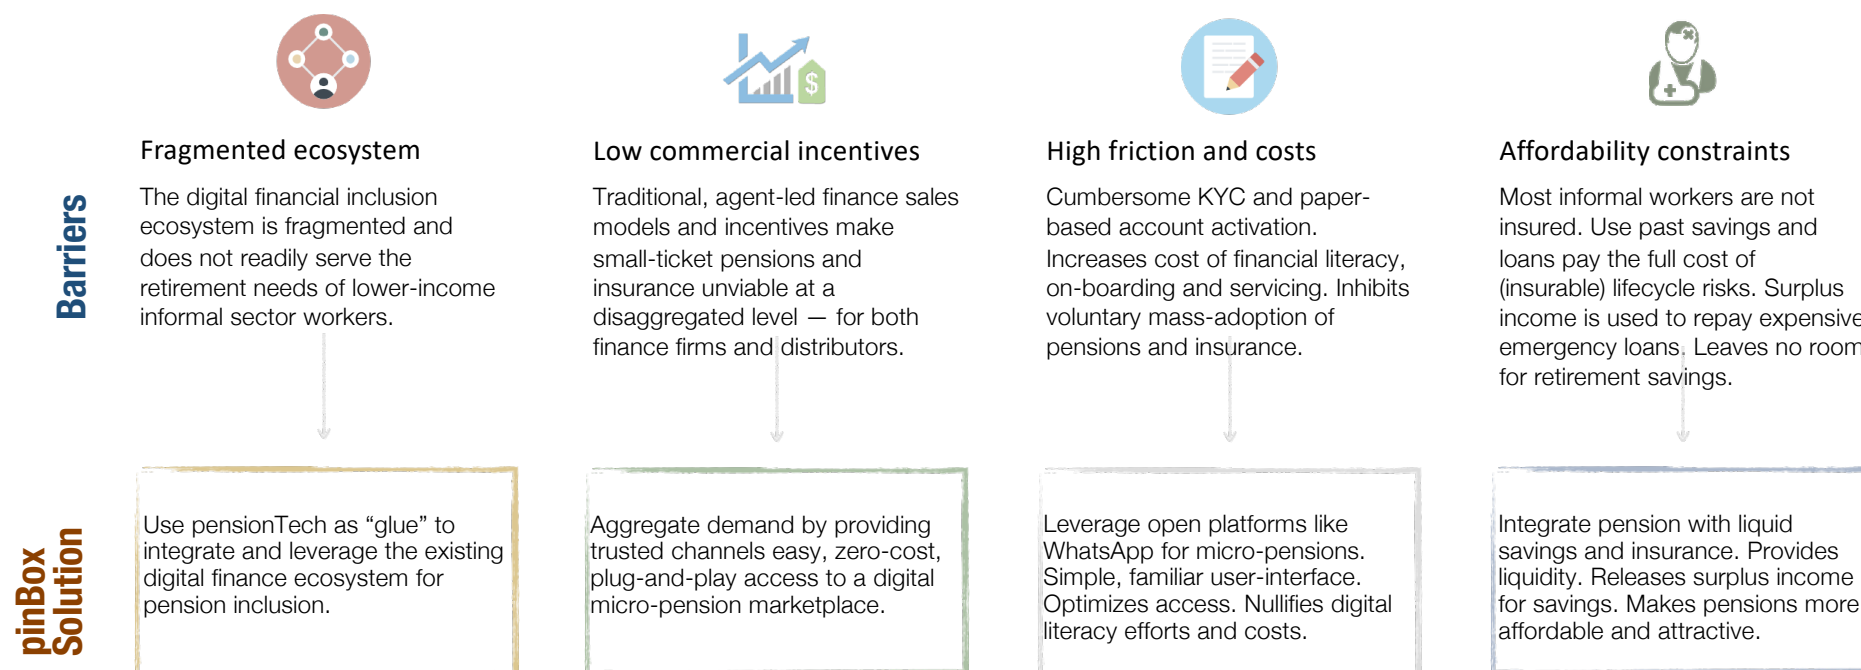 Barriers
Fragmented ecosystem
The digital financial inclusion
ecosystem is fragmented and
does not readily serve the
retirement needs of lower-income
informal sector workers.
Low commercial incentives
Traditional, agent-led finance sales
models and incentives make
small-ticket pensions and
insurance unviable at a
disaggregated level — for both
finance firms and distributors.
High friction and costs
Cumbersome KYC and paper-
based account activation.
Increases cost of financial literacy,
on-boarding and servicing. Inhibits
voluntary mass-adoption of
pensions and insurance.
Affordability constraints
Most informal workers are not
insured. Use past savings and
loans pay the full cost of
(insurable) lifecycle risks. Surplus
income is used to repay expensive
emergency loans. Leaves no room
for retirement savings.
pinBox
Solution
Use pensionTech as “glue” to
integrate and leverage the existing
digital finance ecosystem for
pension inclusion.
Aggregate demand by providing
trusted channels easy, zero-cost,
plug-and-play access to a digital
micro-pension marketplace.
Leverage open platforms like
WhatsApp for micro-pensions.
Simple, familiar user-interface.
Optimizes access. Nullifies digital
literacy efforts and costs.
Integrate pension with liquid
savings and insurance. Provides
liquidity. Releases surplus income
for savings. Makes pensions more
affordable and attractive.
$